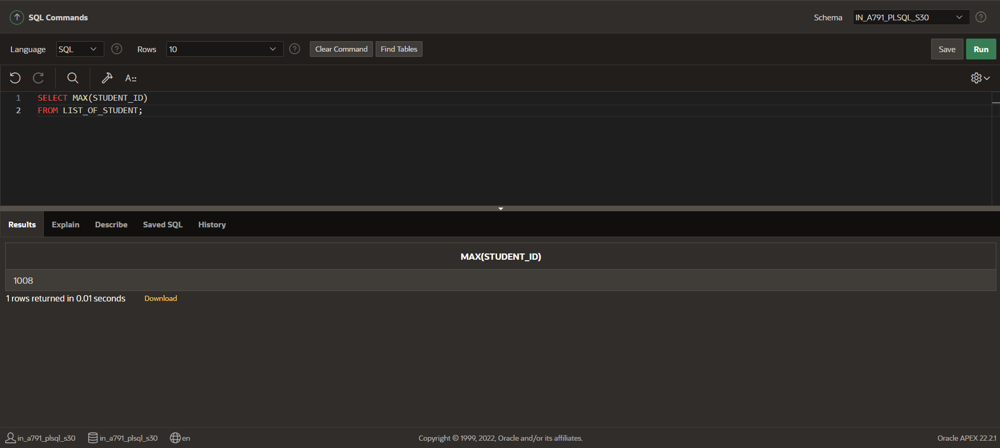 SQL Commands
Schema IN_A791_PLSQL_S30 ?
Language SQL ? Rows 10 ? Clear Command Find Tables Save Run
A::
1 SELECT MAX(STUDENT_ID)
2 FROM LIST_OF_STUDENT;
Results Explain Describe Saved SQL History
MAX(STUDENT_ID)
1008
1 rows returned in 0.01 seconds Download
in_a791_plsql_s30 in_a791_plsql_s30 en Copyright © 1999, 2022, Oracle and/or its affiliates. Oracle APEX 22.2.1